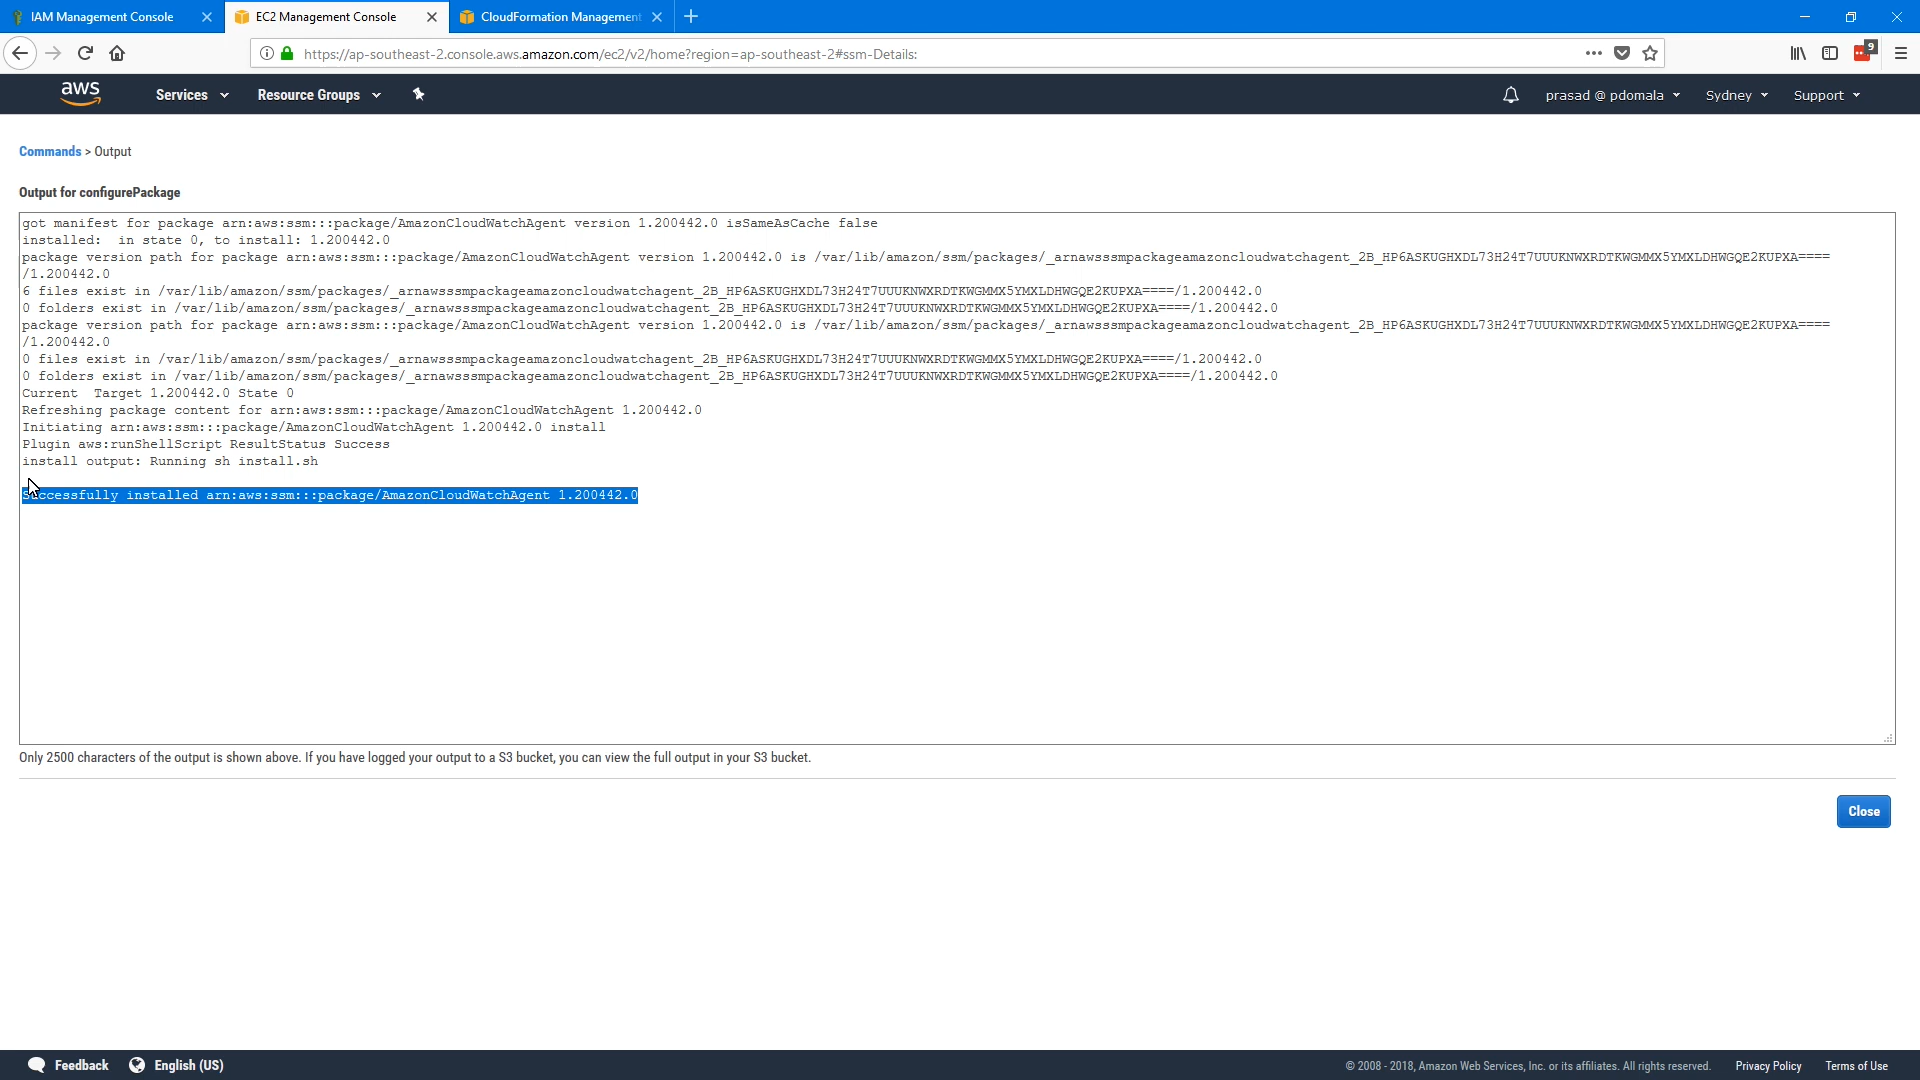 IAM Management Console
EC2 Management Console
CloudFormation Management
https://ap-southeast-2.console.aws.amazon.com/ec2/v2/home?region=ap-southeast-2#ssm-Details:
9
aws
Services
Resource Groups
prasad @ pdomala
Sydney
Support
Commands > Output
Output for configurePackage
got manifest for package arn:aws:ssm:::package/AmazonCloudWatchAgent version 1.200442.0 isSameAsCache false
installed:  in state 0, to install: 1.200442.0
package version path for package arn:aws:ssm:::package/AmazonCloudWatchAgent version 1.200442.0 is /var/lib/amazon/ssm/packages/_arnawsssmpackageamazoncloudwatchagent_2B_HP6ASKUGHXDL73H24T7UUUKNWXRDTKWGMMX5YMXLDHWGQE2KUPXA====
/1.200442.0
6 files exist in /var/lib/amazon/ssm/packages/_arnawsssmpackageamazoncloudwatchagent_2B_HP6ASKUGHXDL73H24T7UUUKNWXRDTKWGMMX5YMXLDHWGQE2KUPXA====/1.200442.0
0 folders exist in /var/lib/amazon/ssm/packages/_arnawsssmpackageamazoncloudwatchagent_2B_HP6ASKUGHXDL73H24T7UUUKNWXRDTKWGMMX5YMXLDHWGQE2KUPXA====/1.200442.0
package version path for package arn:aws:ssm:::package/AmazonCloudWatchAgent version 1.200442.0 is /var/lib/amazon/ssm/packages/_arnawsssmpackageamazoncloudwatchagent_2B_HP6ASKUGHXDL73H24T7UUUKNWXRDTKWGMMX5YMXLDHWGQE2KUPXA====
/1.200442.0
0 files exist in /var/lib/amazon/ssm/packages/_arnawsssmpackageamazoncloudwatchagent_2B_HP6ASKUGHXDL73H24T7UUUKNWXRDTKWGMMX5YMXLDHWGQE2KUPXA====/1.200442.0
0 folders exist in /var/lib/amazon/ssm/packages/_arnawsssmpackageamazoncloudwatchagent_2B_HP6ASKUGHXDL73H24T7UUUKNWXRDTKWGMMX5YMXLDHWGQE2KUPXA====/1.200442.0
Current  Target 1.200442.0 State 0
Refreshing package content for arn:aws:ssm:::package/AmazonCloudWatchAgent 1.200442.0
Initiating arn:aws:ssm:::package/AmazonCloudWatchAgent 1.200442.0 install
Plugin aws:runShellScript ResultStatus Success
install output: Running sh install.sh
Successfully installed arn:aws:ssm:::package/AmazonCloudWatchAgent 1.200442.0
Only 2500 characters of the output is shown above. If you have logged your output to a S3 bucket, you can view the full output in your S3 bucket.
Close
Feedback
English (US)
© 2008 - 2018, Amazon Web Services, Inc. or its affiliates. All rights reserved.
Privacy Policy
Terms of Use